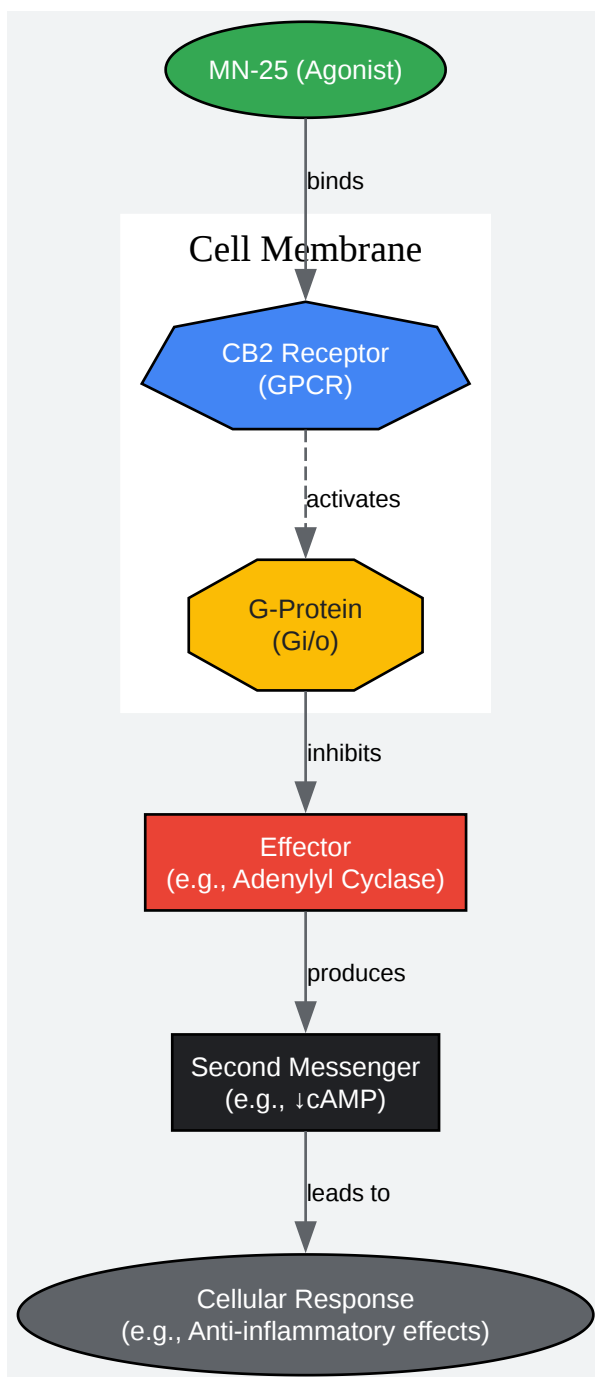 MN-25 (Agonist)
binds
Cell Membrane
CB2 Receptor
(GPCR)
activates
G-Protein
(Gi/o)
inhibits
Effector
(e.g., Adenylyl Cyclase)
produces
Second Messenger
(e.g., ↓cAMP)
leads to
Cellular Response
(e.g., Anti-inflammatory effects)